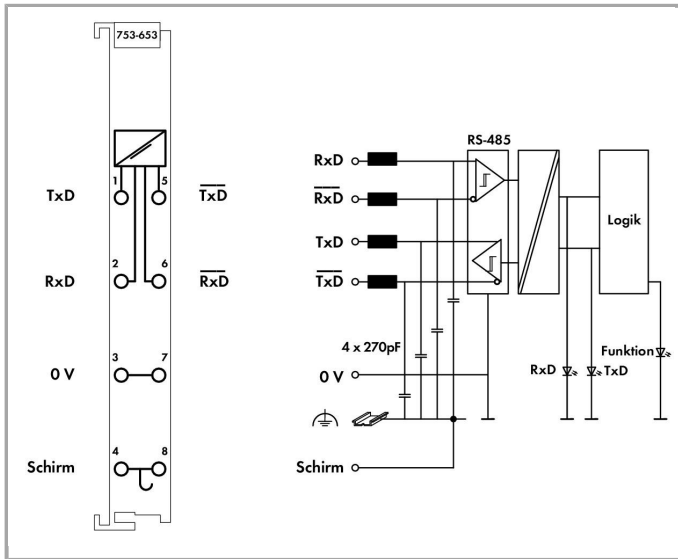 753-653
1 5
TxD T̅x̅D̅
2 6
RxD R̅x̅D̅
3 7
0 V
4 8
Schirm
RS-485
RxD
R̅x̅D̅
TxD
T̅x̅D̅
4 x 270pF
0 V
Schirm
Logik
Funktion
RxD TxD